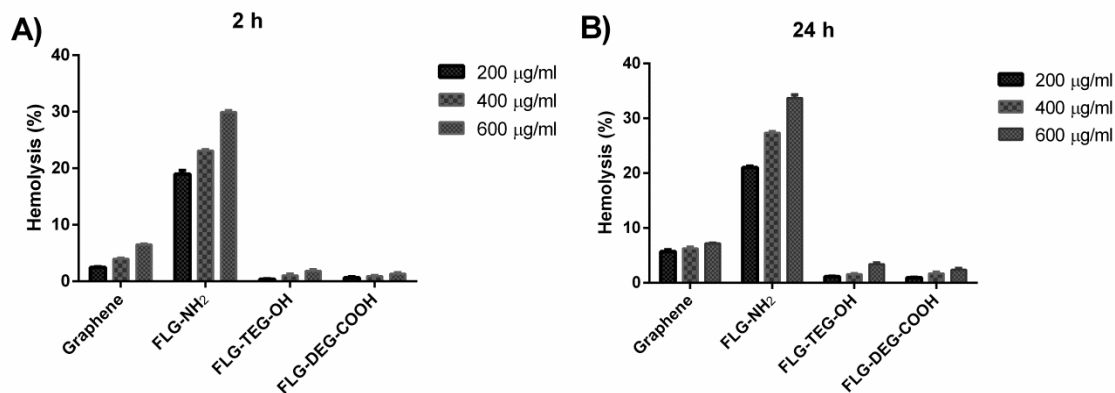 A)
2 h
Hemolysis (%)
40
30
20
10
0
Graphene
FLG-NH2
FLG-TEG-OH
FLG-DEG-COOH
200 μg/ml
400 μg/ml
600 μg/ml
B)
24 h
Hemolysis (%)
40
30
20
10
0
Graphene
FLG-NH2
FLG-TEG-OH
FLG-DEG-COOH
200 μg/ml
400 μg/ml
600 μg/ml